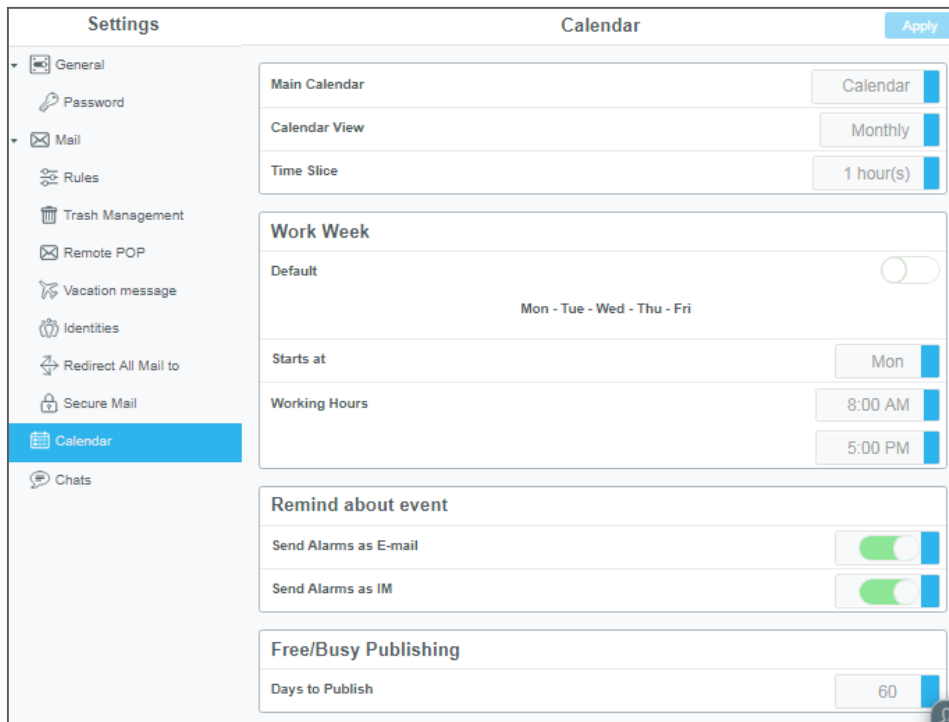 Settings
General
Password
Mail
Rules
Trash Management
Remote POP
Vacation message
Identities
Redirect All Mail to
Secure Mail
Calendar
Chats
Calendar
Apply
Main Calendar
Calendar
Calendar View
Monthly
Time Slice
1 hour(s)
Work Week
Default
Mon - Tue - Wed - Thu - Fri
Starts at
Mon
Working Hours
8:00 AM
5:00 PM
Remind about event
Send Alarms as E-mail
Send Alarms as IM
Free/Busy Publishing
Days to Publish
60